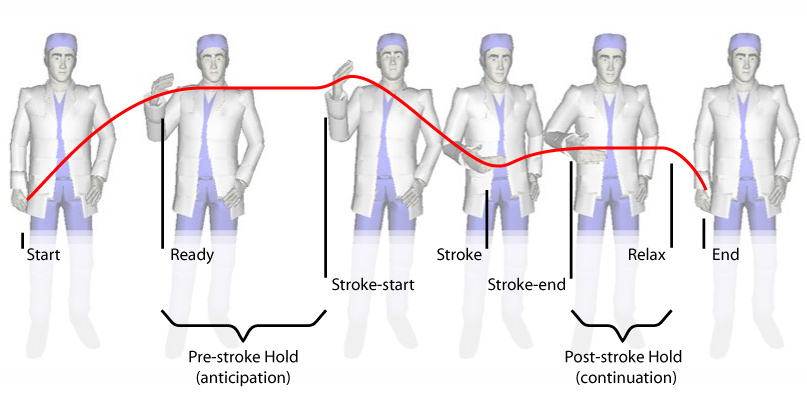 Start
Ready
Stroke-start
Stroke
Stroke-end
Relax
End
Pre-stroke Hold
(anticipation)
Post-stroke Hold
(continuation)